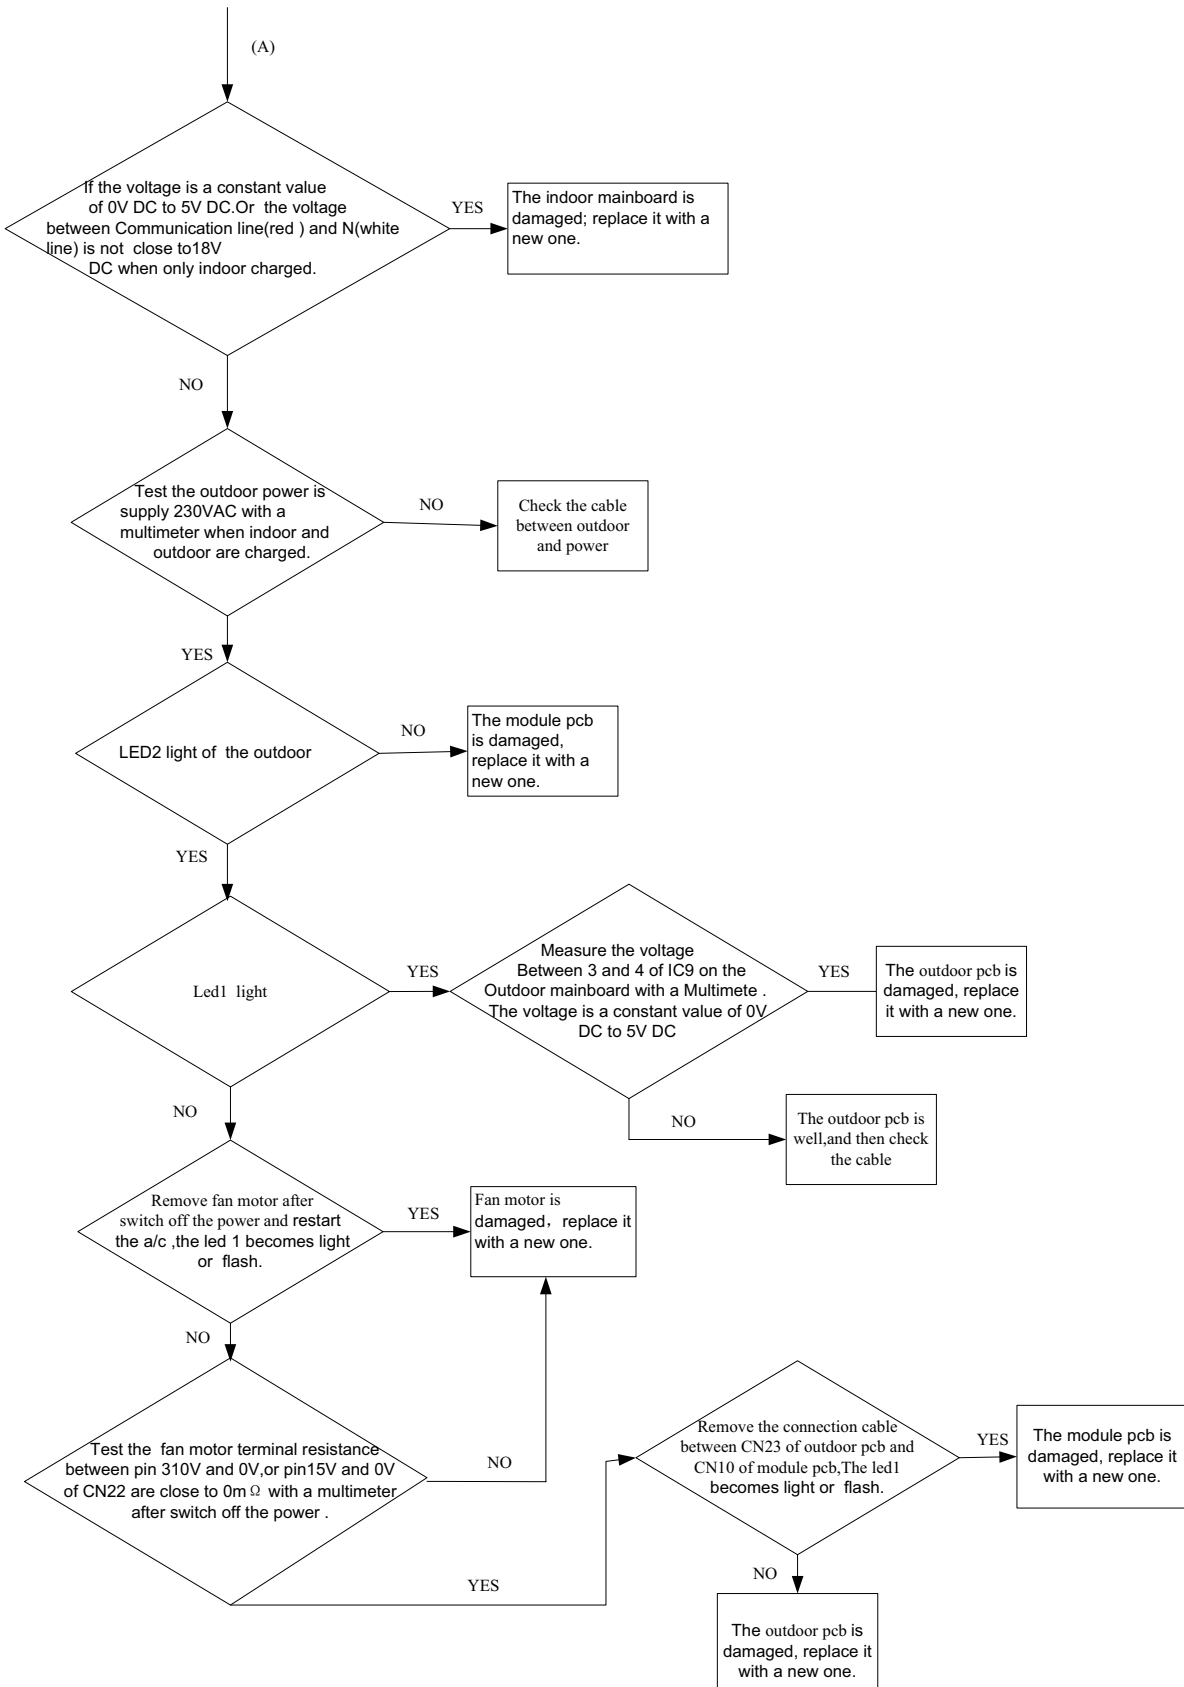 (A)
If the voltage is a constant value
of 0V DC to 5V DC.Or the voltage
between Communication line(red ) and N(white
line) is not close to18V
DC when only indoor charged.
YES
The indoor mainboard is
damaged; replace it with a
new one.
NO
Test the outdoor power is
supply 230VAC with a
multimeter when indoor and
outdoor are charged.
NO
Check the cable
between outdoor
and power
YES
LED2 light of the outdoor
NO
The module pcb
is damaged,
replace it with a
new one.
YES
Led1 light
YES
Measure the voltage
Between 3 and 4 of IC9 on the
Outdoor mainboard with a Multimete .
The voltage is a constant value of 0V
DC to 5V DC
YES
The outdoor pcb is
damaged, replace
it with a new one.
NO
The outdoor pcb is
well,and then check
the cable
NO
Remove fan motor after
switch off the power and restart
the a/c ,the led 1 becomes light
or flash.
YES
Fan motor is
damaged，replace it
with a new one.
NO
Test the fan motor terminal resistance
between pin 310V and 0V,or pin15V and 0V
of CN22 are close to 0mΩ with a multimeter
after switch off the power .
NO
YES
Remove the connection cable
between CN23 of outdoor pcb and
CN10 of module pcb,The led1
becomes light or flash.
YES
The module pcb is
damaged, replace it
with a new one.
NO
The outdoor pcb is
damaged, replace it
with a new one.